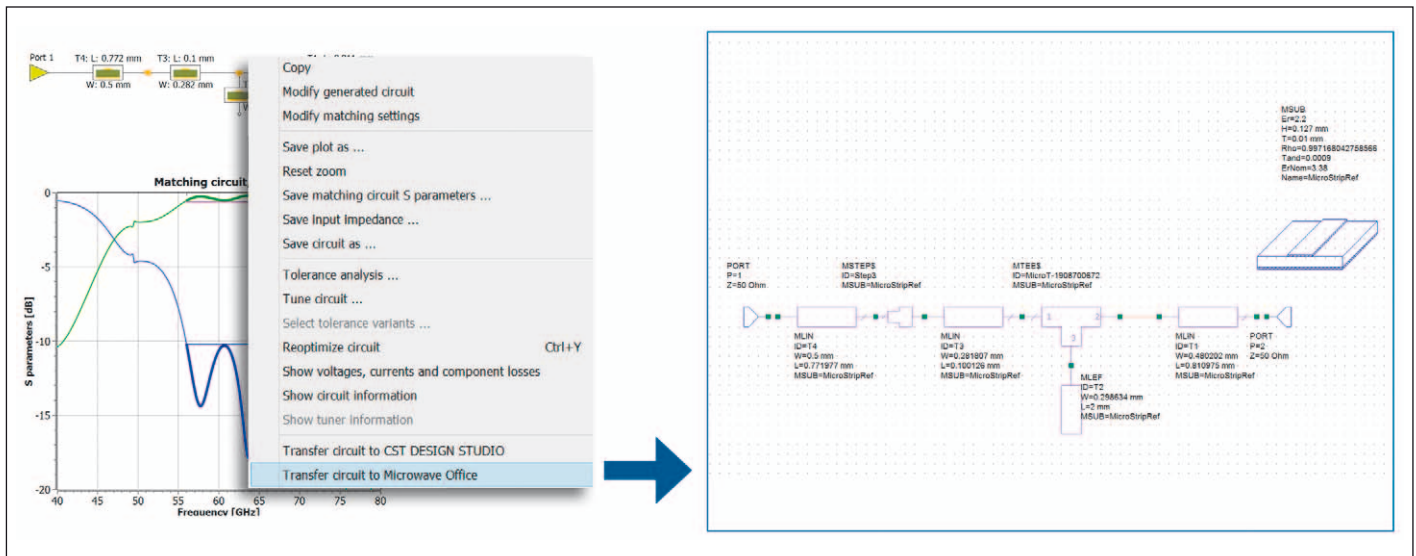 Port 1
T4: L: 0.772 mm
T3: L: 0.1 mm
W: 0.5 mm
W: 0.282 mm
Copy
Modify generated circuit
Modify matching settings
Save plot as ...
Reset zoom
Save matching circuit S parameters ...
Save input impedance ...
Save circuit as ...
Tolerance analysis ...
Tune circuit ...
Select tolerance variants ...
Reoptimize circuit Ctrl+Y
Show voltages, currents and component losses
Show circuit information
Show tuner information
Transfer circuit to CST DESIGN STUDIO
Transfer circuit to Microwave Office
Matching circuit,
S parameters [dB]
0
-5
-10
-15
-20
40 45 50 55 60 65 70 75 80
Frequency [GHz]
MSUB
Er=2.2
H=0.127 mm
T=0.01 mm
Rho=0.997168042758566
Tand=0.0009
ErNom=3.38
Name=MicroStripRef
PORT
P=1
Z=50 Ohm
MSTEP$
ID=Step3
MSUB=MicroStripRef
MTEE$
ID=MicroT-1908700672
MSUB=MicroStripRef
1
2
3
MLIN
ID=T4
W=0.5 mm
L=0.771977 mm
MSUB=MicroStripRef
MLIN
ID=T3
W=0.281807 mm
L=0.100126 mm
MSUB=MicroStripRef
MLEF
ID=T2
W=0.298634 mm
L=2 mm
MSUB=MicroStripRef
MLIN
ID=T1
W=0.480202 mm
L=0.810975 mm
MSUB=MicroStripRef
PORT
P=2
Z=50 Ohm